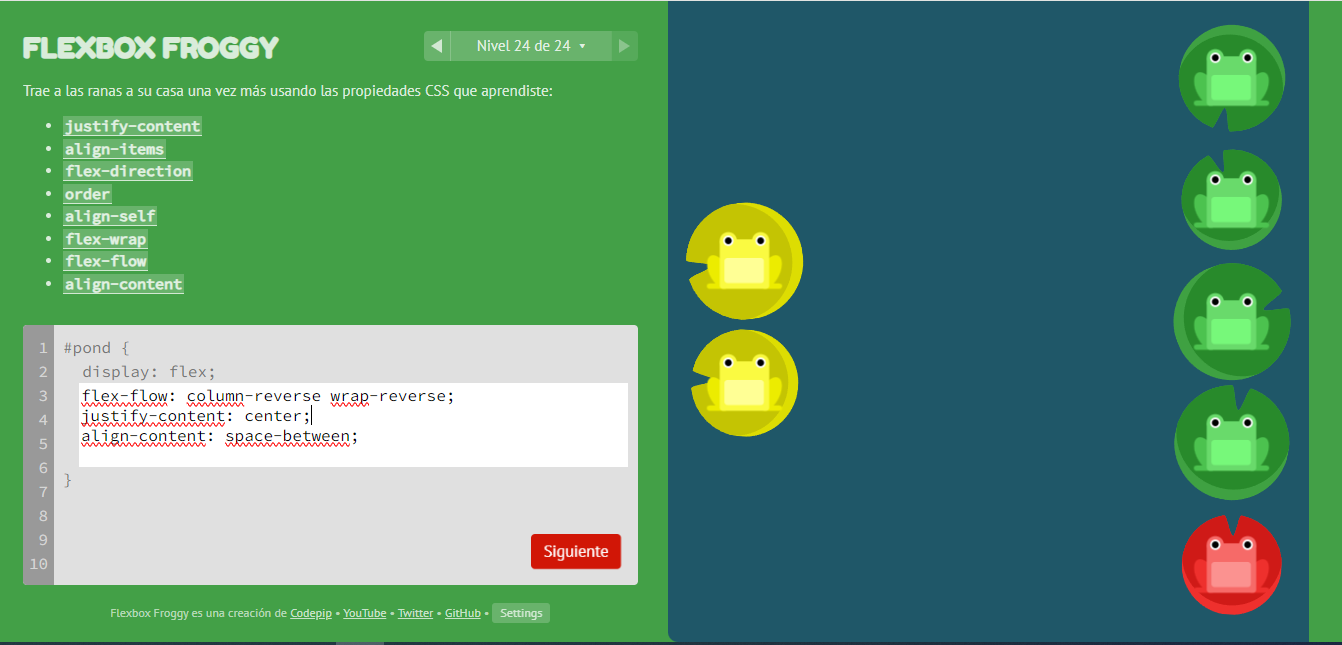 FLEXBOX FROGGY
Nivel 24 de 24
Trae a las ranas a su casa una vez más usando las propiedades CSS que aprendiste:
• justify-content
• align-items
• flex-direction
• order
• align-self
• flex-wrap
• flex-flow
• align-content
1 #pond {
2 display: flex;
3 flex-flow: column-reverse wrap-reverse;
4 justify-content: center;
5 align-content: space-between;
6 }
7
8
9
10
Siguiente
Flexbox Froggy es una creación de Codepip • YouTube • Twitter • GitHub • Settings